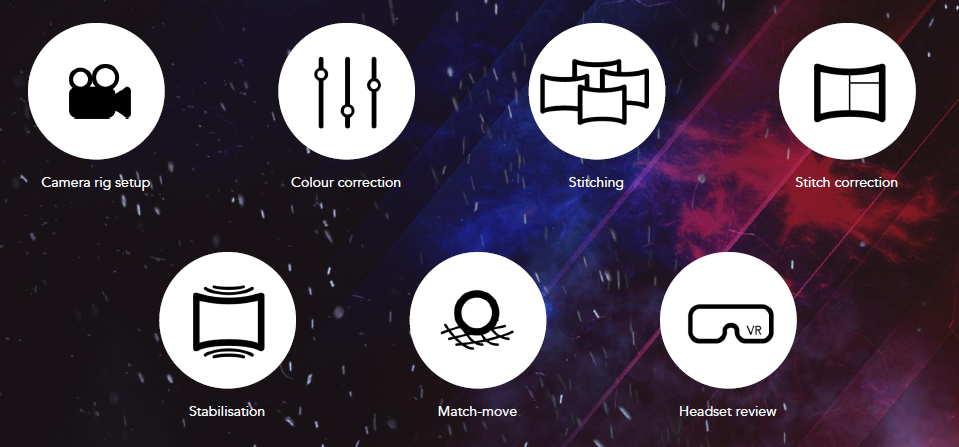 Camera rig setup
Colour correction
Stitching
Stitch correction
VR
Stabilisation
Match-move
Headset review